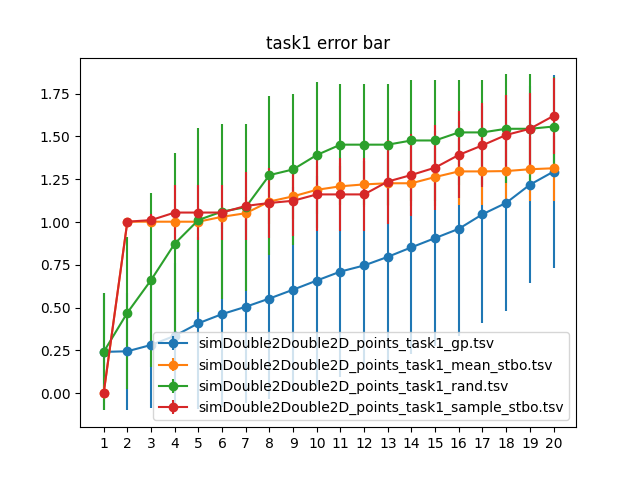 task1 error bar
1.75
1.50
1.25
1.00
0.75
0.50
0.25
0.00
simDouble2Double2D_points_task1_gp.tsv
simDouble2Double2D_points_task1_mean_stbo.tsv
simDouble2Double2D_points_task1_rand.tsv
simDouble2Double2D_points_task1_sample_stbo.tsv
1 2 3 4 5 6 7 8 9 10 11 12 13 14 15 16 17 18 19 20